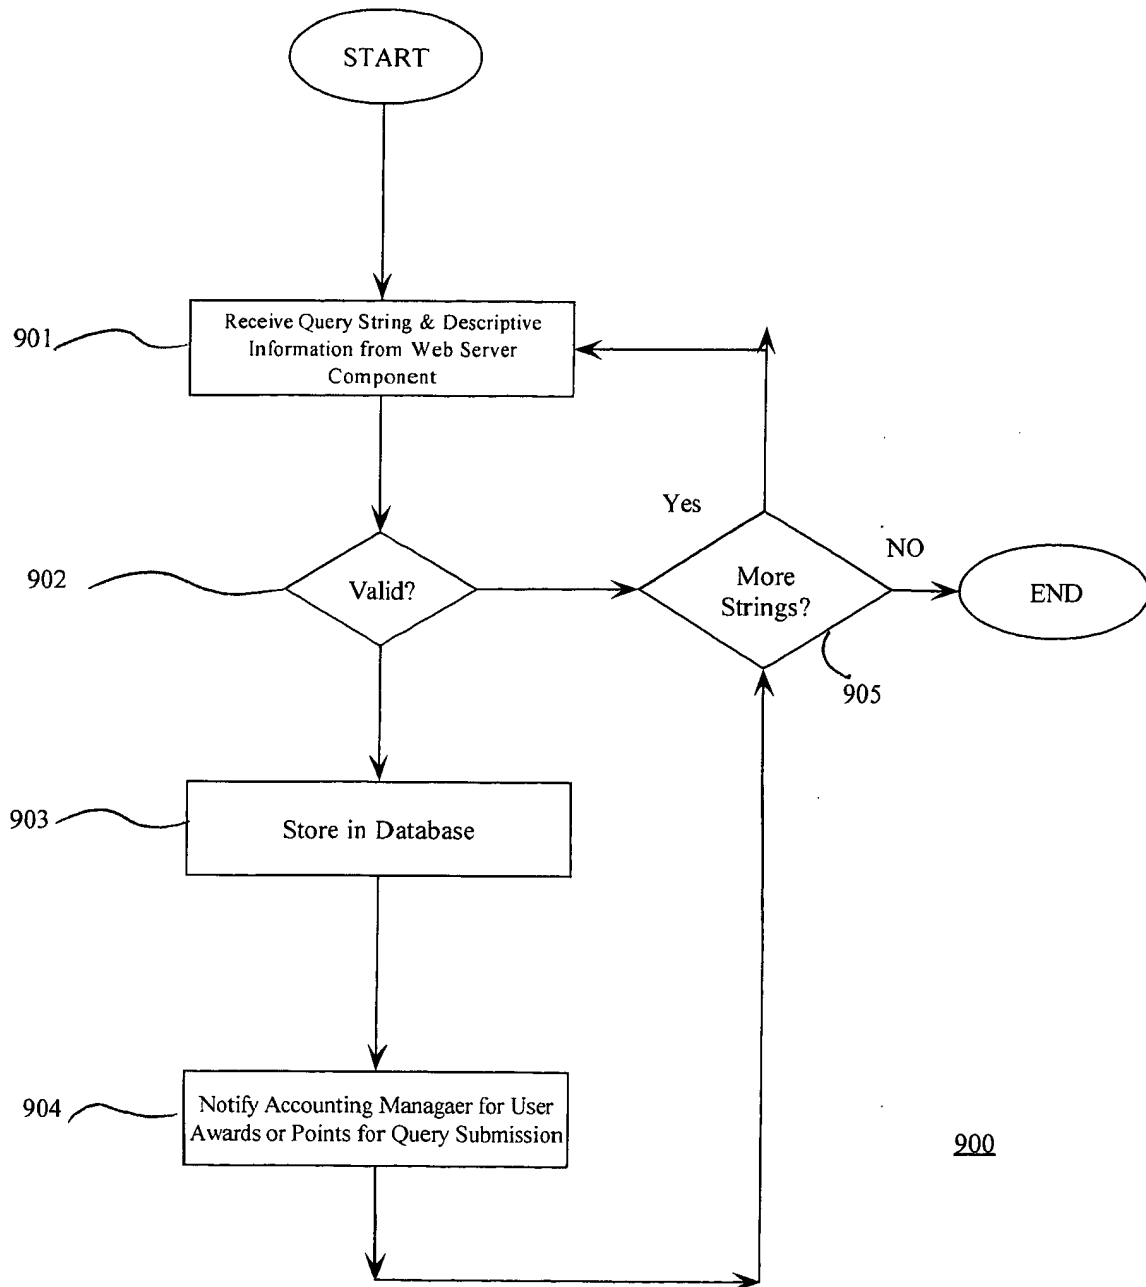 START
901
Receive Query String & Descriptive
Information from Web Server
Component
Yes
NO
902
Valid?
More
Strings?
END
905
903
Store in Database
904
Notify Accounting Managaer for User
Awards or Points for Query Submission
900